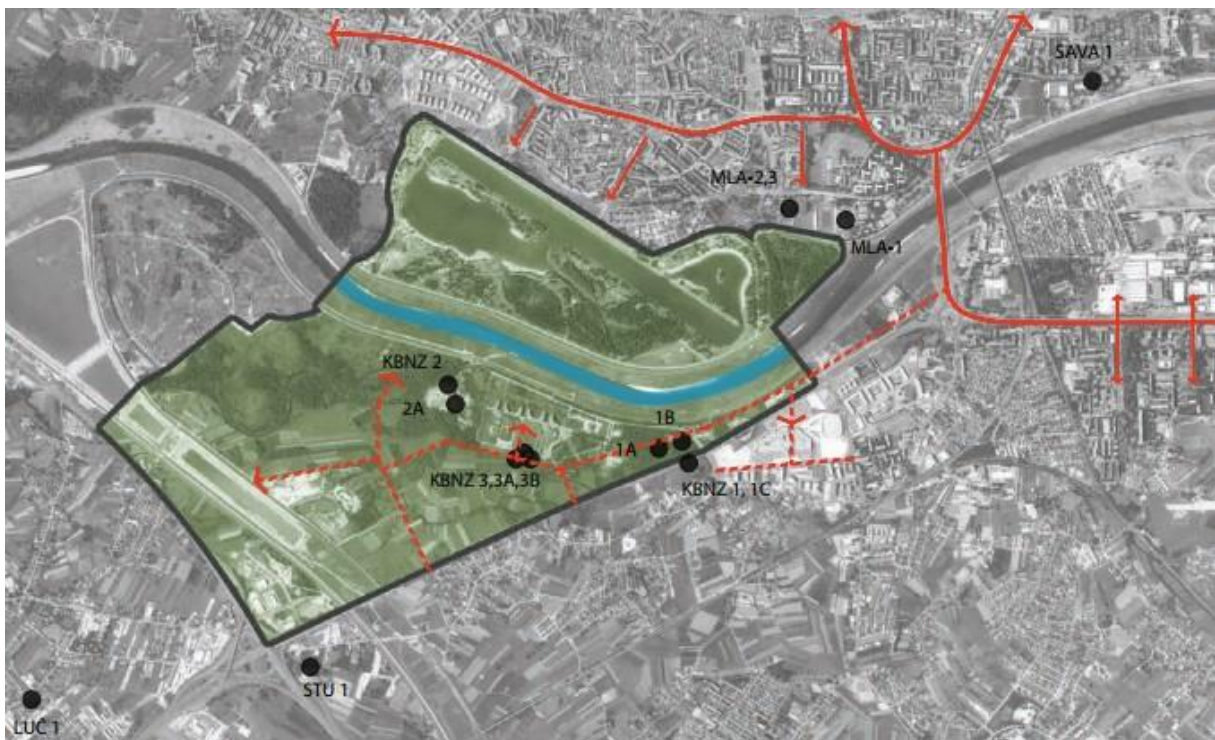 SAVA 1
MLA-2,3
MLA-1
KBNZ 2
2A
1B
1A
KBNZ 3,3A,3B
KBNZ 1, 1C
STU 1
LUČ 1